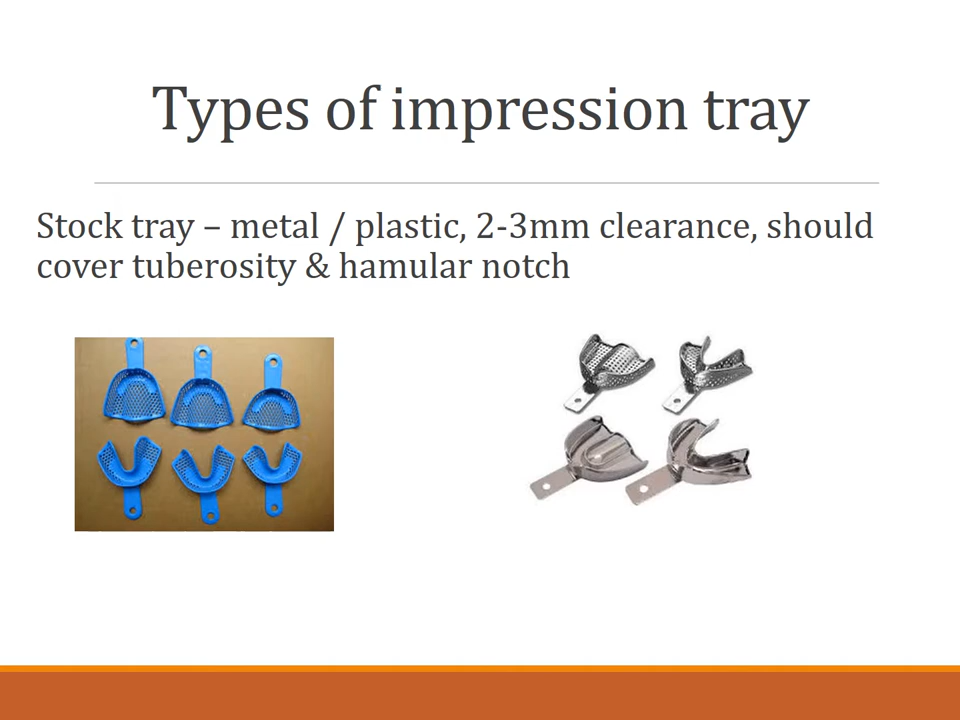 Types of impression tray
Stock tray – metal / plastic, 2-3mm clearance, should
cover tuberosity & hamular notch